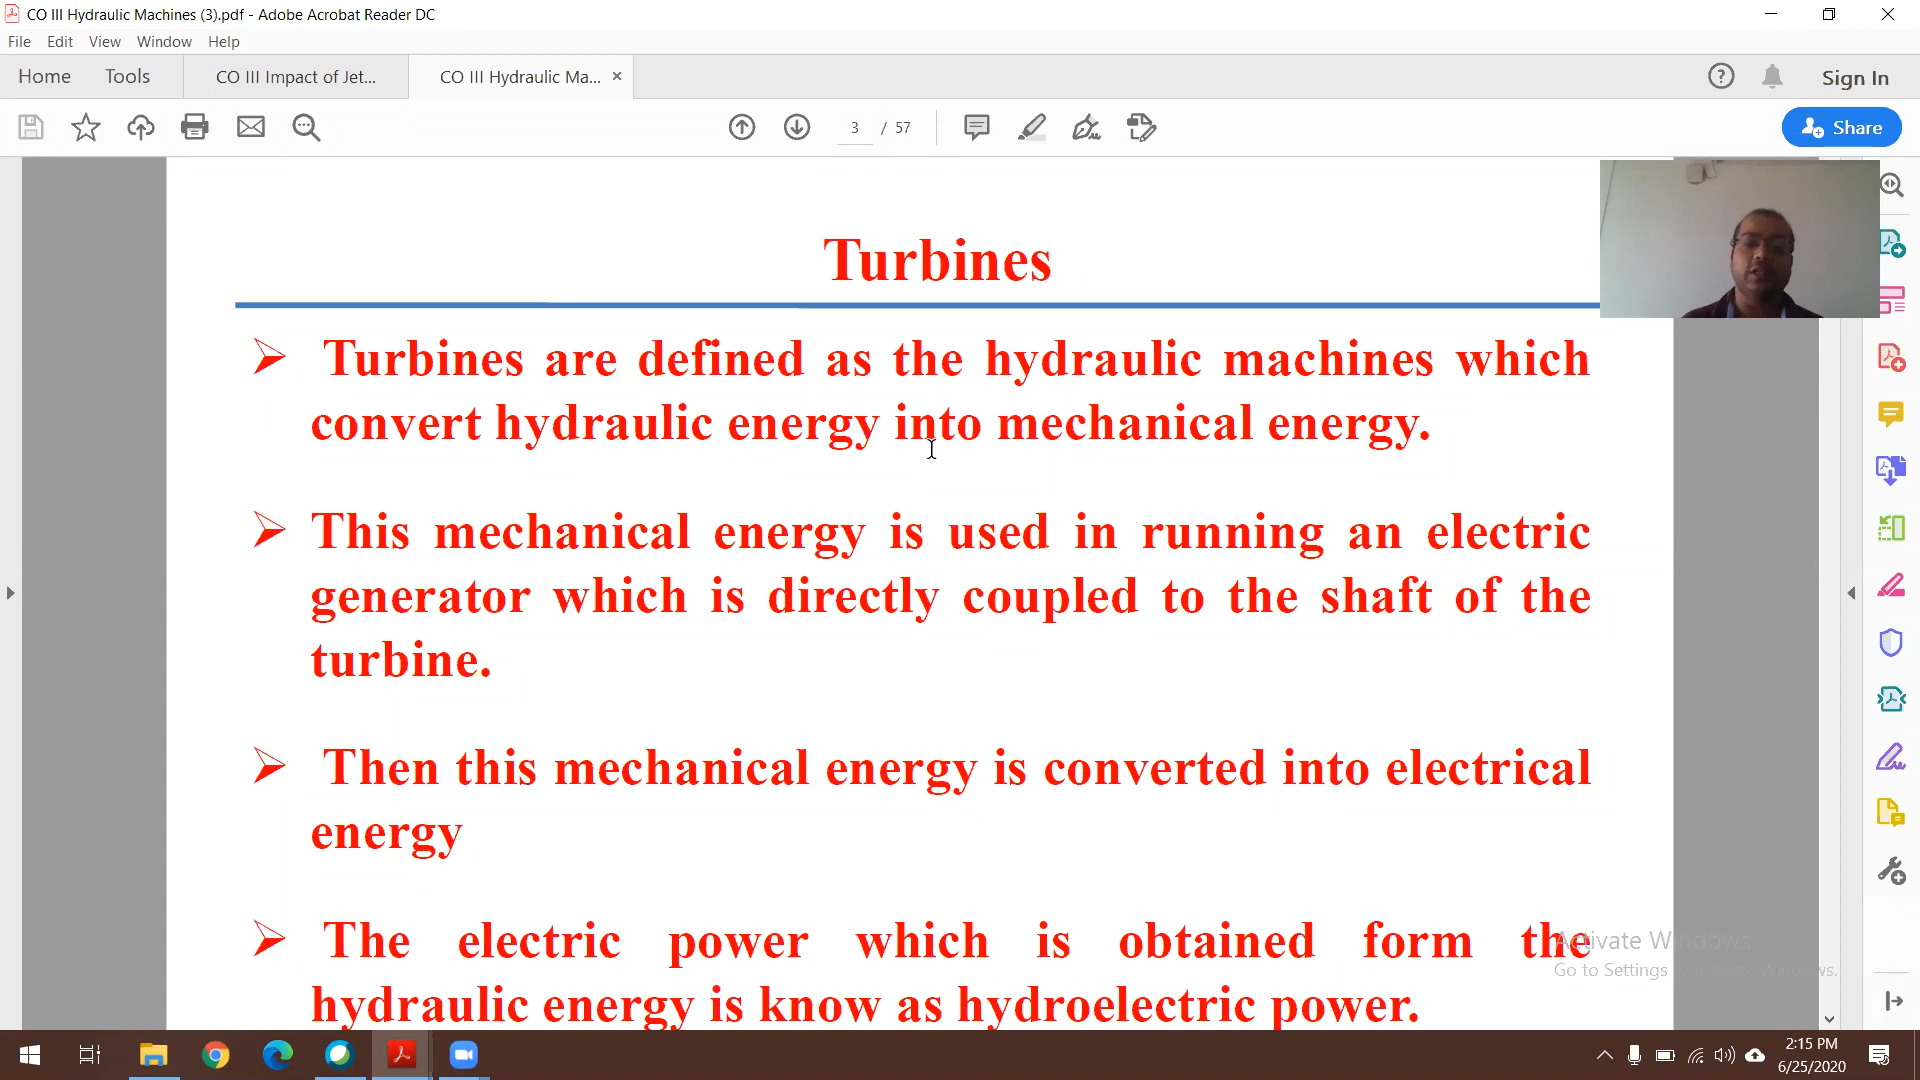 CO III Hydraulic Machines (3).pdf - Adobe Acrobat Reader DC
File Edit View Window Help
Home Tools CO III Impact of Jet... CO III Hydraulic Ma... Sign In
3 / 57 Share
Turbines
Turbines are defined as the hydraulic machines which
convert hydraulic energy into mechanical energy.
This mechanical energy is used in running an electric
generator which is directly coupled to the shaft of the
turbine.
Then this mechanical energy is converted into electrical
energy
The electric power which is obtained form the
hydraulic energy is know as hydroelectric power.
Activate Windows
Go to Settings to activate Windows.
2:15 PM
6/25/2020